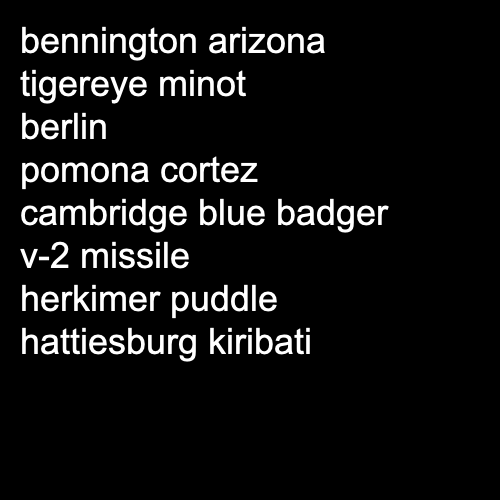 bennington arizona
tigereye minot
berlin
pomona cortez
cambridge blue badger
v-2 missile
herkimer puddle
hattiesburg kiribati